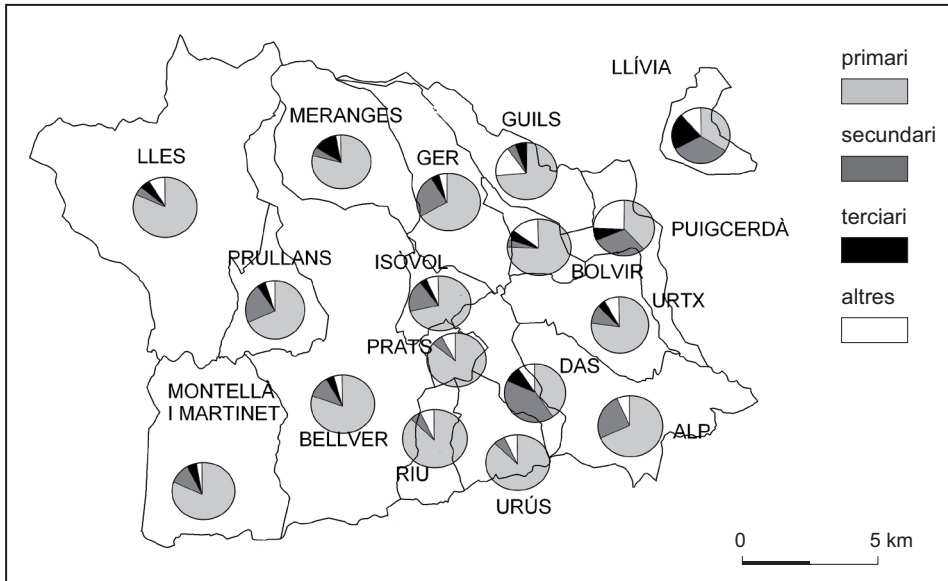 LLÍVIA
primari
MERANGES
GUILS
secundari
LLES
GER
terciari
PUIGCERDÀ
PRULLANS
ISÒVOL
BOLVIR
altres
URTX
PRATS
DAS
MONTELLÀ
I MARTINET
BELLVER
ALP
RIU
URÚS
0 5 km